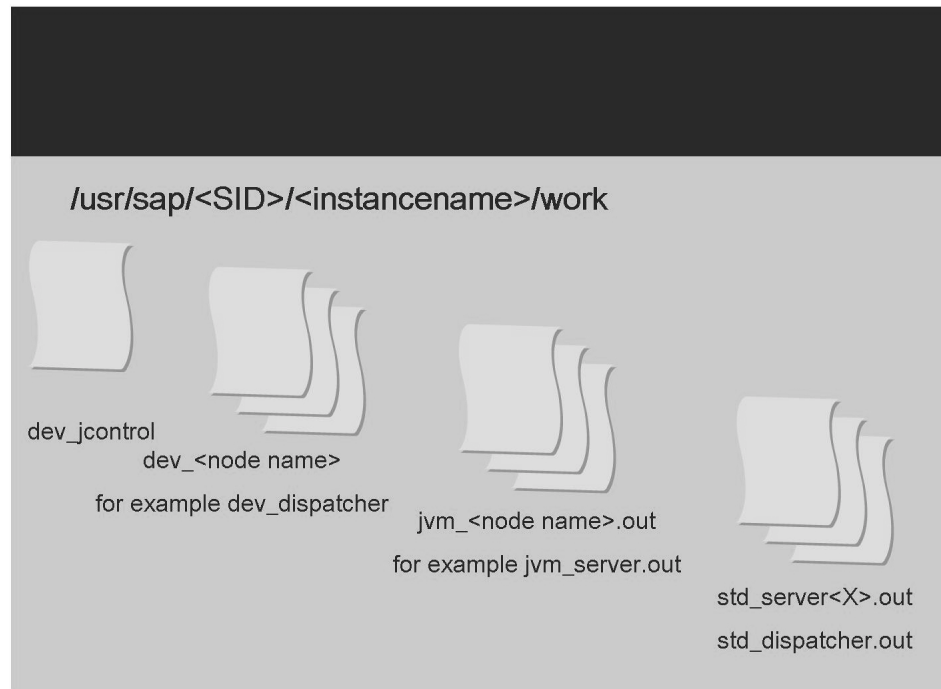 /usr/sap/<SID>/<instancename>/work
dev_jcontrol
dev_<node name>
for example dev_dispatcher
jvm_<node name>.out
for example jvm_server.out
std_server<X>.out
std_dispatcher.out